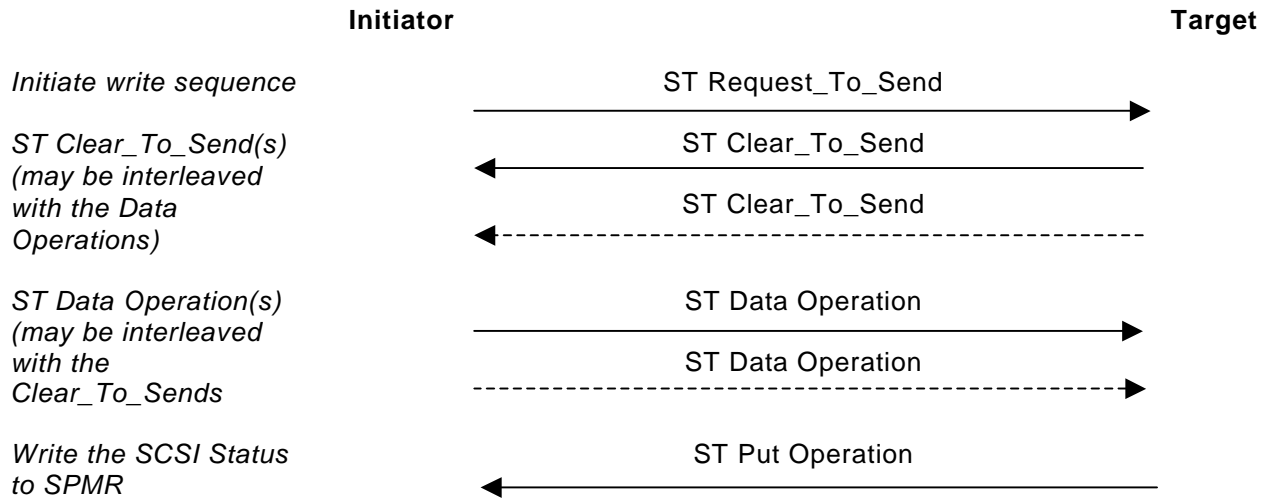 Initiator Target
Initiate write sequence ST Request_To_Send
ST Clear_To_Send(s) ST Clear_To_Send
(may be interleaved
with the Data ST Clear_To_Send
Operations)
ST Data Operation(s) ST Data Operation
(may be interleaved
with the ST Data Operation
Clear_To_Sends
Write the SCSI Status ST Put Operation
to SPMR